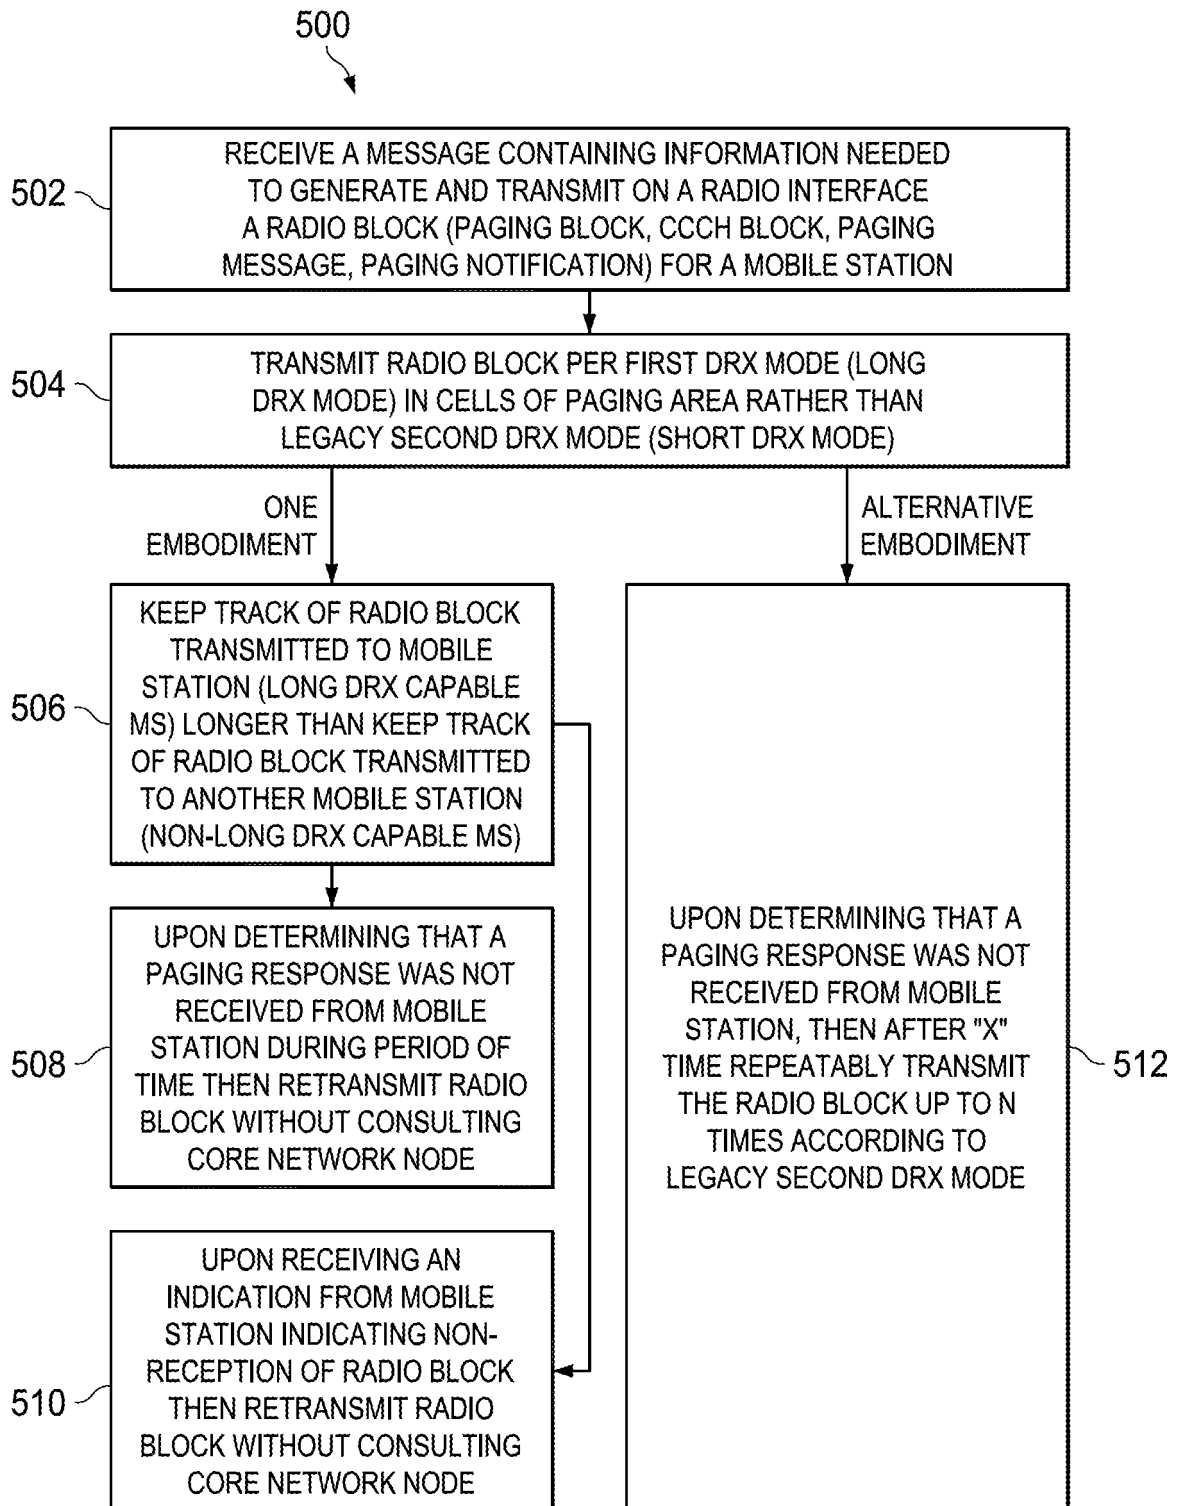 500
502
RECEIVE A MESSAGE CONTAINING INFORMATION NEEDED
TO GENERATE AND TRANSMIT ON A RADIO INTERFACE
A RADIO BLOCK (PAGING BLOCK, CCCH BLOCK, PAGING
MESSAGE, PAGING NOTIFICATION) FOR A MOBILE STATION
504
TRANSMIT RADIO BLOCK PER FIRST DRX MODE (LONG
DRX MODE) IN CELLS OF PAGING AREA RATHER THAN
LEGACY SECOND DRX MODE (SHORT DRX MODE)
ONE
EMBODIMENT
ALTERNATIVE
EMBODIMENT
506
KEEP TRACK OF RADIO BLOCK
TRANSMITTED TO MOBILE
STATION (LONG DRX CAPABLE
MS) LONGER THAN KEEP TRACK
OF RADIO BLOCK TRANSMITTED
TO ANOTHER MOBILE STATION
(NON-LONG DRX CAPABLE MS)
508
UPON DETERMINING THAT A
PAGING RESPONSE WAS NOT
RECEIVED FROM MOBILE
STATION DURING PERIOD OF
TIME THEN RETRANSMIT RADIO
BLOCK WITHOUT CONSULTING
CORE NETWORK NODE
510
UPON RECEIVING AN
INDICATION FROM MOBILE
STATION INDICATING NON-
RECEPTION OF RADIO BLOCK
THEN RETRANSMIT RADIO
BLOCK WITHOUT CONSULTING
CORE NETWORK NODE
UPON DETERMINING THAT A
PAGING RESPONSE WAS NOT
RECEIVED FROM MOBILE
STATION, THEN AFTER "X"
TIME REPEATABLY TRANSMIT
THE RADIO BLOCK UP TO N
TIMES ACCORDING TO
LEGACY SECOND DRX MODE
512